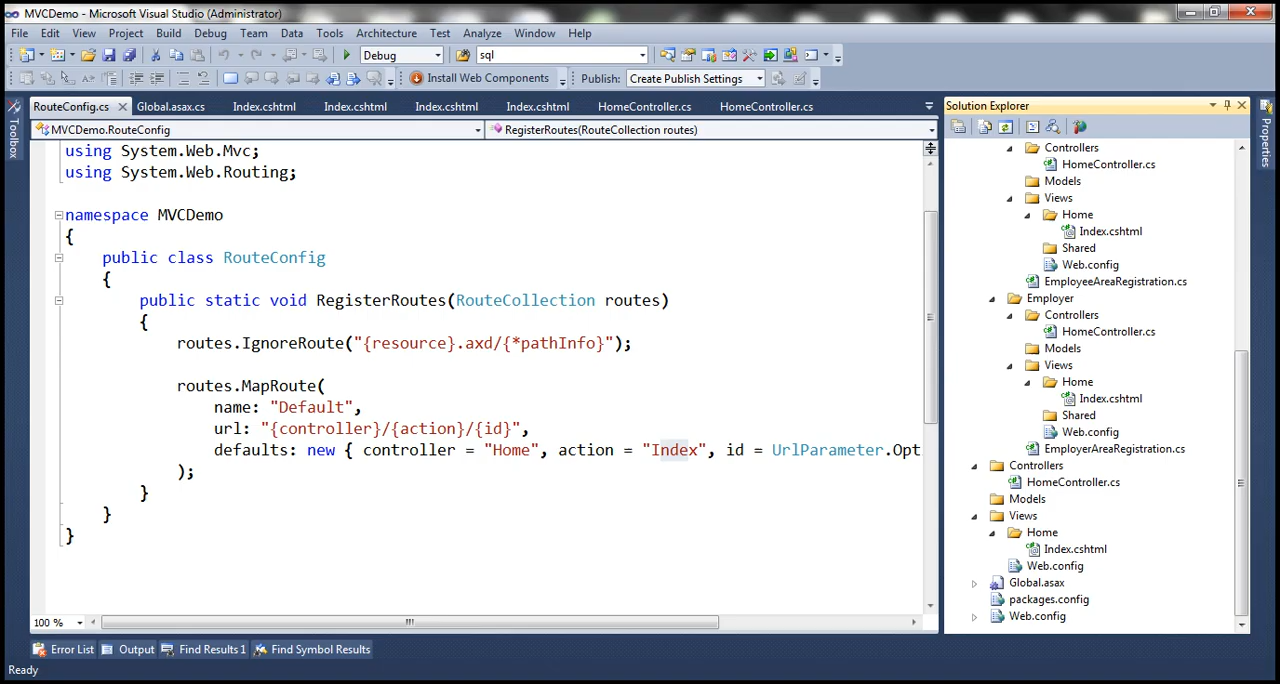 MVCDemo - Microsoft Visual Studio (Administrator)
File Edit View Project Build Debug Team Data Tools Architecture Test Analyze Window Help
Debug sql
Install Web Components Publish: Create Publish Settings
RouteConfig.cs Global.asax.cs Index.cshtml Index.cshtml Index.cshtml Index.cshtml HomeController.cs HomeController.cs
MVCDemo.RouteConfig RegisterRoutes(RouteCollection routes)
Toolbox
using System.Web.Mvc;
using System.Web.Routing;
namespace MVCDemo
{
public class RouteConfig
{
public static void RegisterRoutes(RouteCollection routes)
{
routes.IgnoreRoute("{resource}.axd/{*pathInfo}");
routes.MapRoute(
name: "Default",
url: "{controller}/{action}/{id}",
defaults: new { controller = "Home", action = "Index", id = UrlParameter.Opt
);
}
}
}
100 %
Solution Explorer
Controllers
HomeController.cs
Models
Views
Home
Index.cshtml
Shared
Web.config
EmployeeAreaRegistration.cs
Employer
Controllers
HomeController.cs
Models
Views
Home
Index.cshtml
Shared
Web.config
EmployerAreaRegistration.cs
Controllers
HomeController.cs
Models
Views
Home
Index.cshtml
Web.config
Global.asax
packages.config
Web.config
Properties
Error List Output Find Results 1 Find Symbol Results
Ready